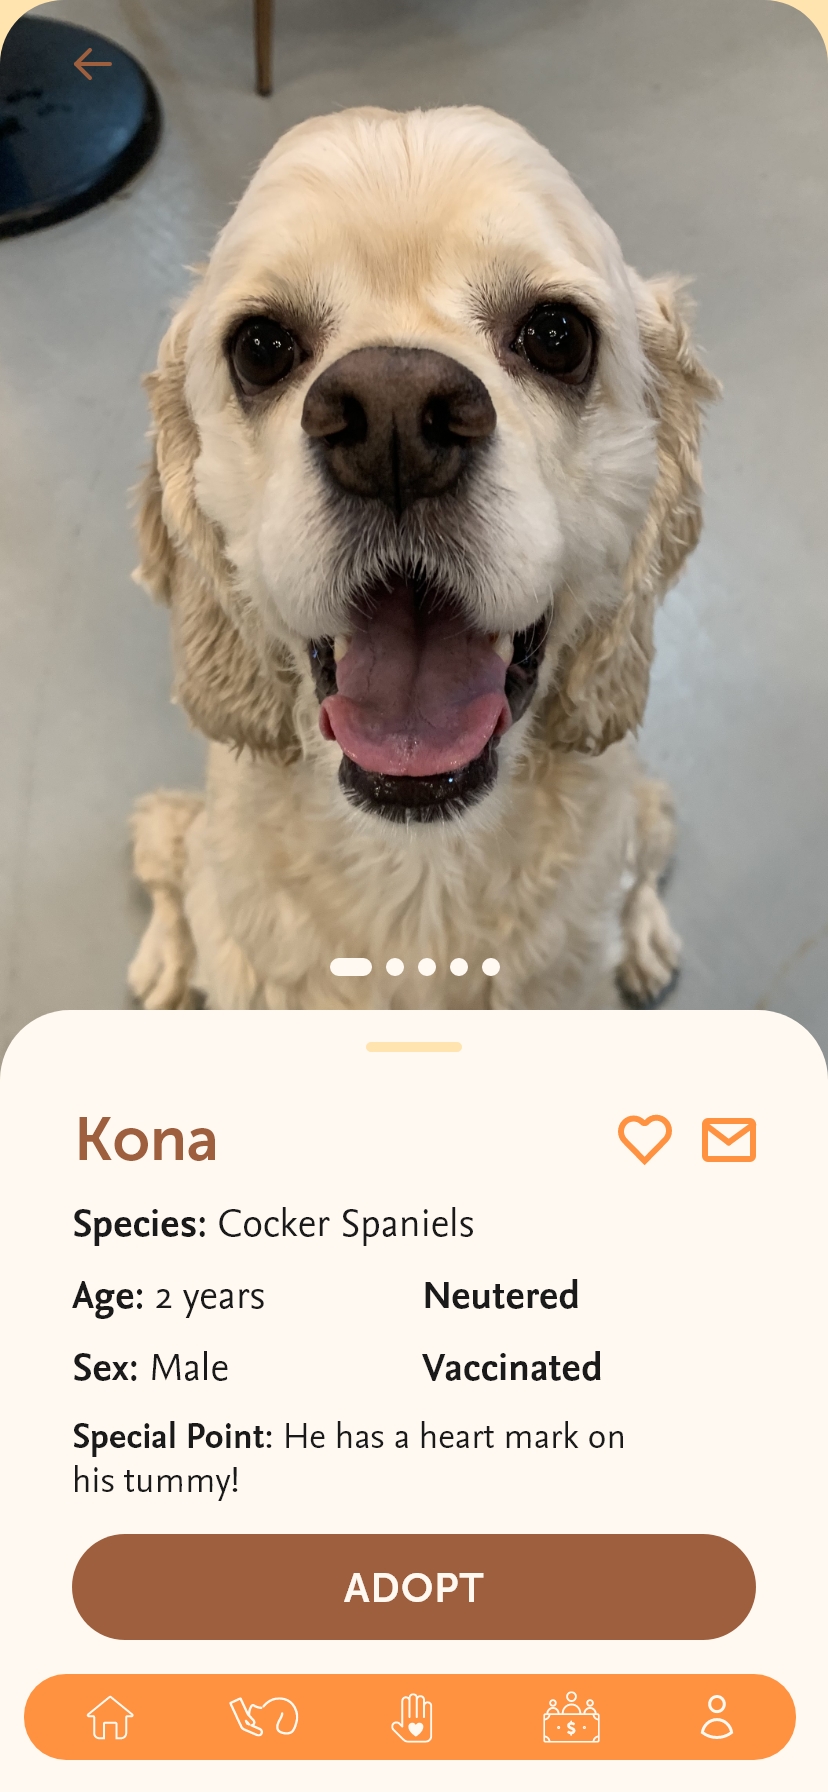 Kona
Species: Cocker Spaniels
Age: 2 years
Neutered
Sex: Male
Vaccinated
Special Point: He has a heart mark on
his tummy!
ADOPT
$